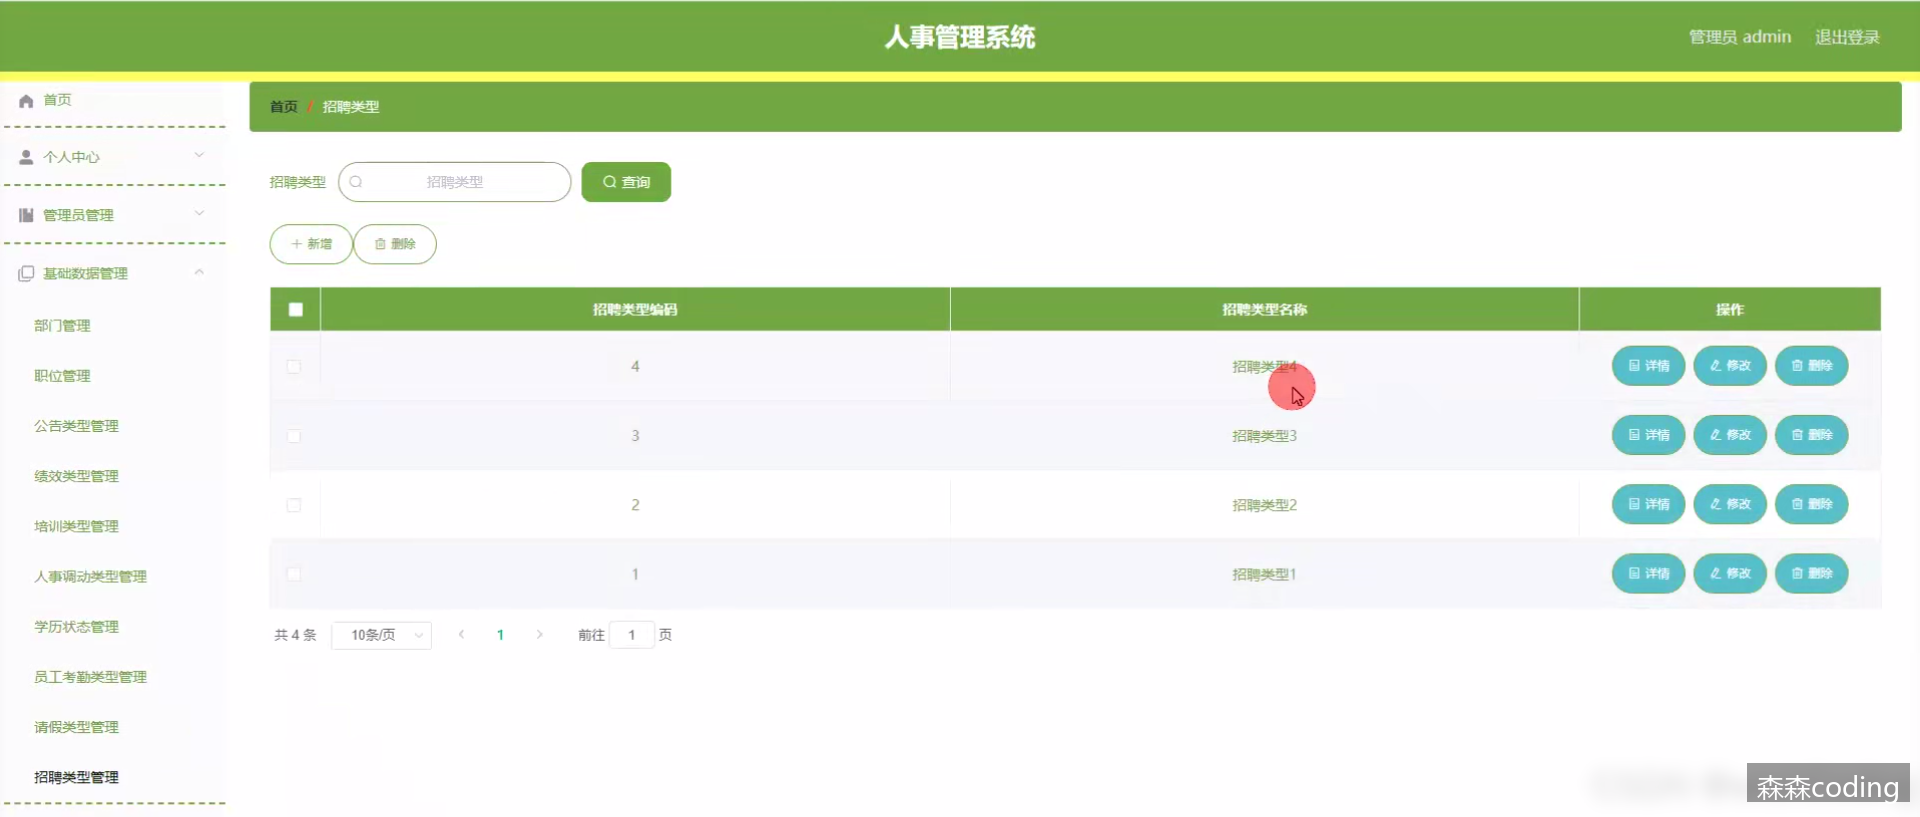 人事管理系统
管理员 admin 退出登录
首页
个人中心
管理员管理
基础数据管理
部门管理
职位管理
公告类型管理
绩效类型管理
培训类型管理
人事调动类型管理
学历状态管理
员工考勤类型管理
请假类型管理
招聘类型管理
首页 / 招聘类型
招聘类型 招聘类型 查询
新增 删除
招聘类型编码 招聘类型名称 操作
4 招聘类型4 详情 修改 删除
3 招聘类型3 详情 修改 删除
2 招聘类型2 详情 修改 删除
1 招聘类型1 详情 修改 删除
共 4 条 10条/页 1 前往 1 页
森森coding